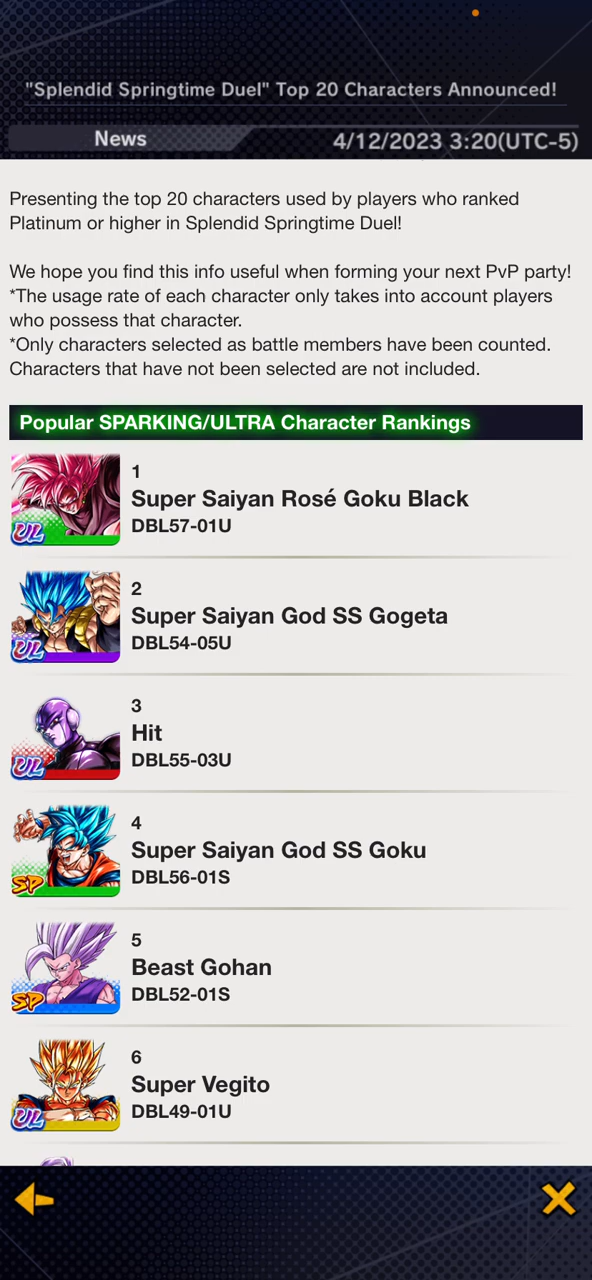 "Splendid Springtime Duel" Top 20 Characters Announced!
News
4/12/2023 3:20(UTC-5)
Presenting the top 20 characters used by players who ranked
Platinum or higher in Splendid Springtime Duel!
We hope you find this info useful when forming your next PvP party!
*The usage rate of each character only takes into account players
who possess that character.
*Only characters selected as battle members have been counted.
Characters that have not been selected are not included.
Popular SPARKING/ULTRA Character Rankings
1
Super Saiyan Rosé Goku Black
DBL57-01U
UL
2
Super Saiyan God SS Gogeta
DBL54-05U
UL
3
Hit
DBL55-03U
UL
4
Super Saiyan God SS Goku
DBL56-01S
SP
5
Beast Gohan
DBL52-01S
SP
6
Super Vegito
DBL49-01U
UL